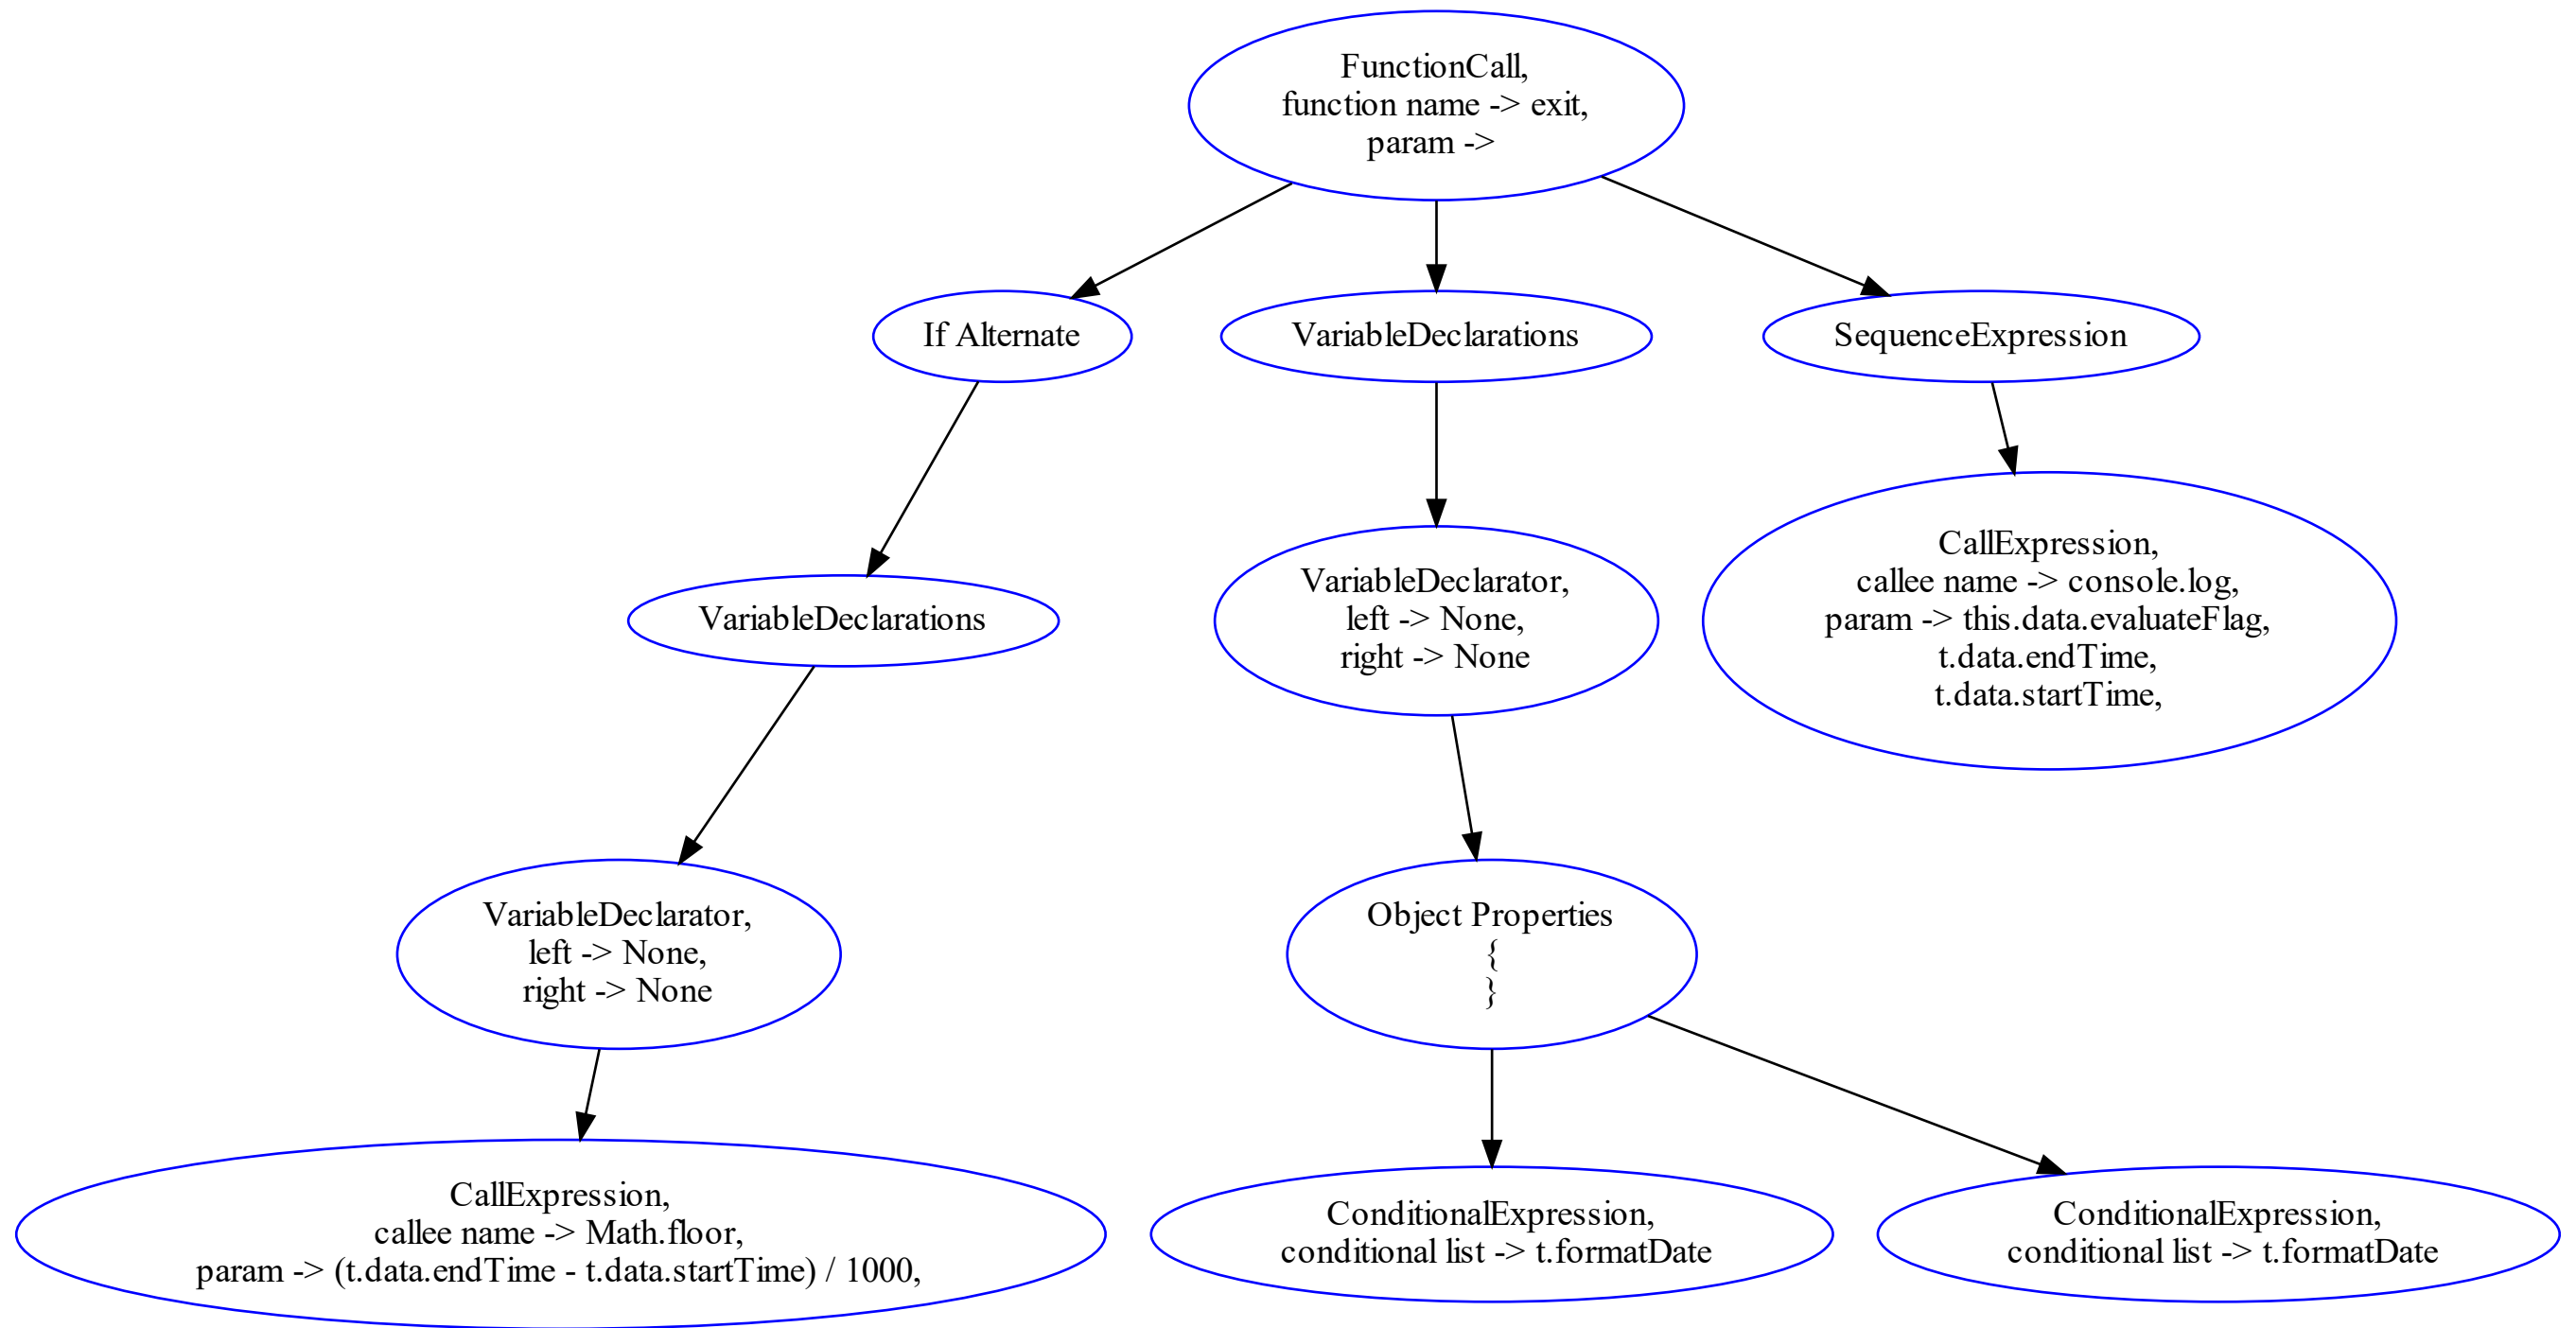 FunctionCall,
function name -> exit,
param ->
If Alternate
VariableDeclarations
SequenceExpression
VariableDeclarations
VariableDeclarator,
left -> None,
right -> None
CallExpression,
callee name -> console.log,
param -> this.data.evaluateFlag,
t.data.endTime,
t.data.startTime,
VariableDeclarator,
left -> None,
right -> None
Object Properties
{
}
CallExpression,
callee name -> Math.floor,
param -> (t.data.endTime - t.data.startTime) / 1000,
ConditionalExpression,
conditional list -> t.formatDate
ConditionalExpression,
conditional list -> t.formatDate